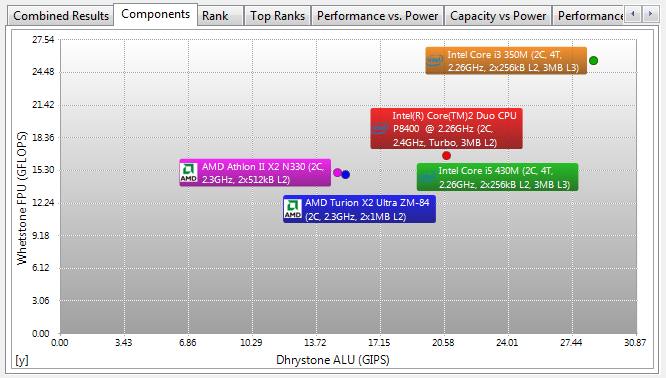 Combined Results
Components
Rank
Top Ranks
Performance vs. Power
Capacity vs Power
Performance
27.54
24.48
21.42
18.36
15.30
12.24
9.18
6.12
3.06
0.00
Whetstone FPU (GFLOPS)
Intel Core i3 350M (2C, 4T,
2.26GHz, 2x256kB L2, 3MB L3)
Intel(R) Core(TM)2 Duo CPU
P8400 @ 2.26GHz (2C,
2.4GHz, Turbo, 3MB L2)
AMD
AMD Athlon II X2 N330 (2C,
2.3GHz, 2x512kB L2)
Intel Core i5 430M (2C, 4T,
2.26GHz, 2x256kB L2, 3MB L3)
AMD
AMD Turion X2 Ultra ZM-84
(2C, 2.3GHz, 2x1MB L2)
0.00
3.43
6.86
10.29
13.72
17.15
20.58
24.01
27.44
30.87
[y]
Dhrystone ALU (GIPS)